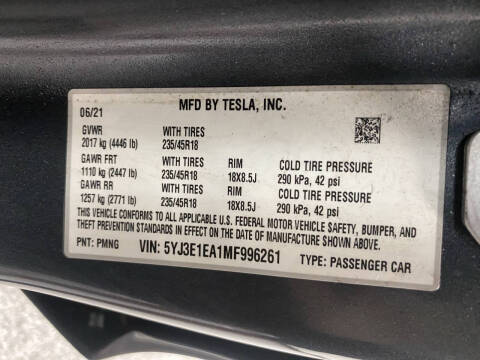 MFD BY TESLA, INC.
06/21
GVWR WITH TIRES
2017 kg (4446 lb) 235/45R18
GAWR FRT WITH TIRES RIM COLD TIRE PRESSURE
1110 kg (2447 lb) 235/45R18 18X8.5J 290 kPa, 42 psi
GAWR RR WITH TIRES RIM COLD TIRE PRESSURE
1257 kg (2771 lb) 235/45R18 18X8.5J 290 kPa, 42 psi
THIS VEHICLE CONFORMS TO ALL APPLICABLE U.S. FEDERAL MOTOR VEHICLE SAFETY, BUMPER, AND
THEFT PREVENTION STANDARDS IN EFFECT ON THE DATE OF MANUFACTURE SHOWN ABOVE.
PNT: PMNG VIN: 5YJ3E1EA1MF996261 TYPE: PASSENGER CAR